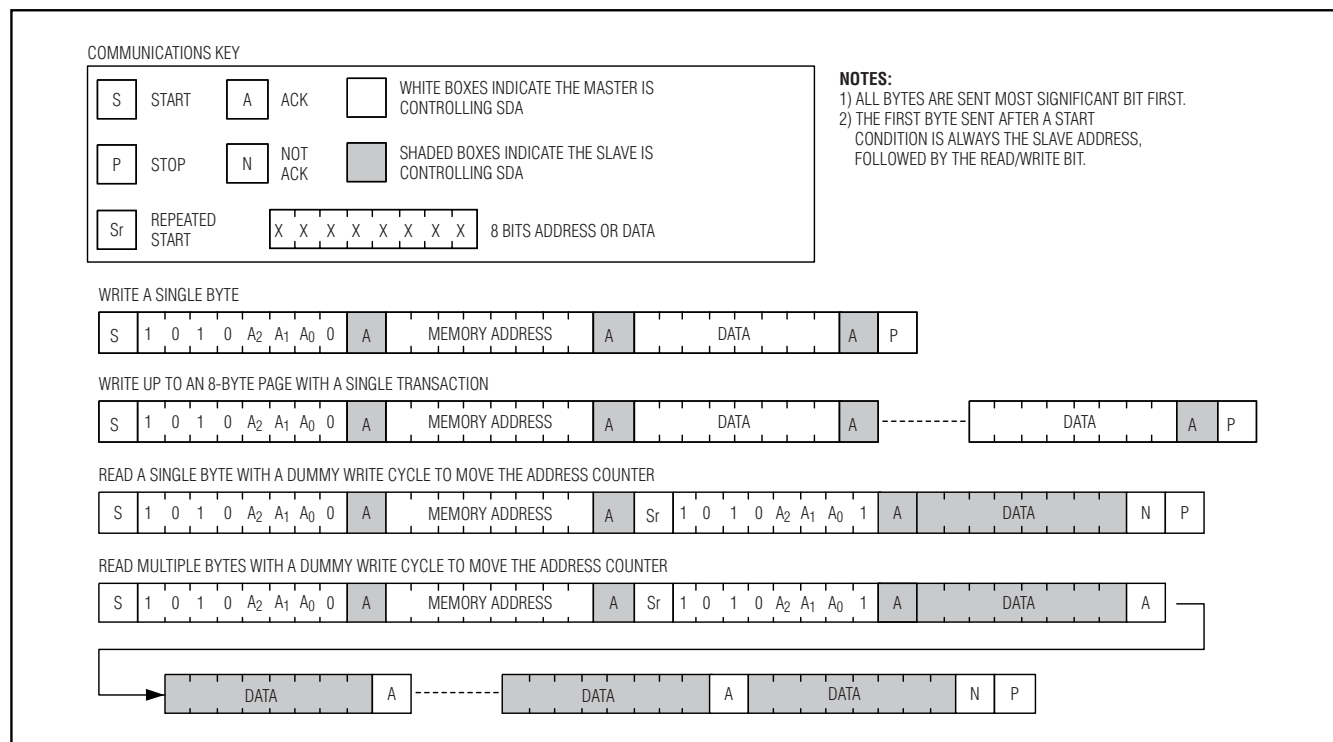 COMMUNICATIONS KEY
S START A ACK WHITE BOXES INDICATE THE MASTER IS
CONTROLLING SDA
P STOP N NOT
ACK SHADED BOXES INDICATE THE SLAVE IS
CONTROLLING SDA
Sr REPEATED
START X X X X X X X X 8 BITS ADDRESS OR DATA
NOTES:
1) ALL BYTES ARE SENT MOST SIGNIFICANT BIT FIRST.
2) THE FIRST BYTE SENT AFTER A START
CONDITION IS ALWAYS THE SLAVE ADDRESS,
FOLLOWED BY THE READ/WRITE BIT.
WRITE A SINGLE BYTE
S 1 0 1 0 A2 A1 A0 0 A MEMORY ADDRESS A DATA A P
WRITE UP TO AN 8-BYTE PAGE WITH A SINGLE TRANSACTION
S 1 0 1 0 A2 A1 A0 0 A MEMORY ADDRESS A DATA A DATA A P
READ A SINGLE BYTE WITH A DUMMY WRITE CYCLE TO MOVE THE ADDRESS COUNTER
S 1 0 1 0 A2 A1 A0 0 A MEMORY ADDRESS A Sr 1 0 1 0 A2 A1 A0 1 A DATA N P
READ MULTIPLE BYTES WITH A DUMMY WRITE CYCLE TO MOVE THE ADDRESS COUNTER
S 1 0 1 0 A2 A1 A0 0 A MEMORY ADDRESS A Sr 1 0 1 0 A2 A1 A0 1 A DATA A
DATA A DATA A DATA N P